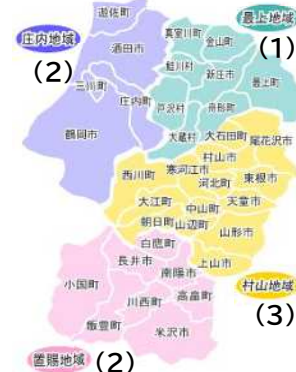 遊佐町
最上地域
庄内地域
真室川町
金山町
(1)
酒田市
鮭川村
新庄市
(2)
最上町
三川町
庄内町
戸沢村
舟形町
鶴岡市
大蔵村
大石田町
尾花沢市
村山市
西川町
寒河江市
東根市
河北町
大江町
中山町
天童市
朝日町
山辺町
山形市
白鷹町
上山市
長井市
南陽市
小国町
村山地域
川西町
高畠町
(3)
飯豊町
米沢市
置賜地域
(2)